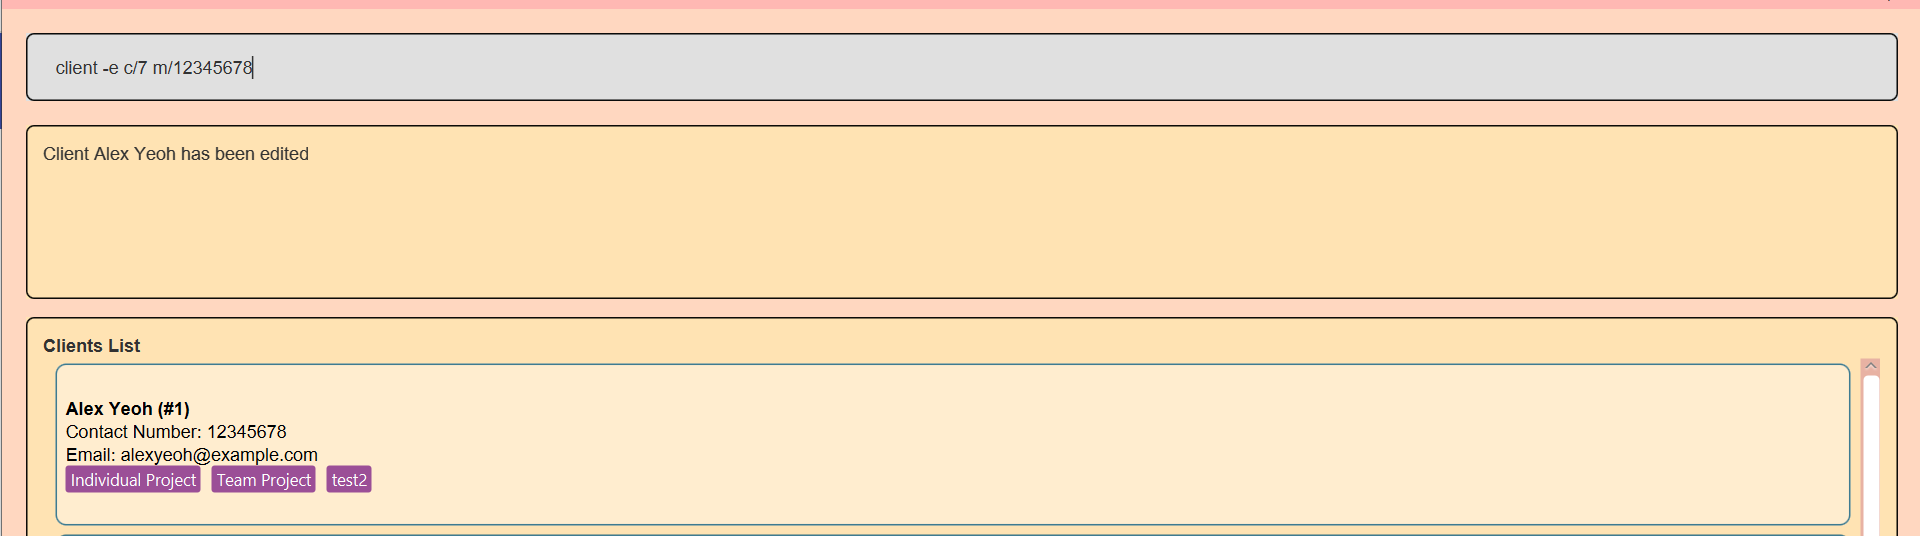 client -e c/7 m/12345678
Client Alex Yeoh has been edited
Clients List
Alex Yeoh (#1)
Contact Number: 12345678
Email: alexyeoh@example.com
Individual Project Team Project test2